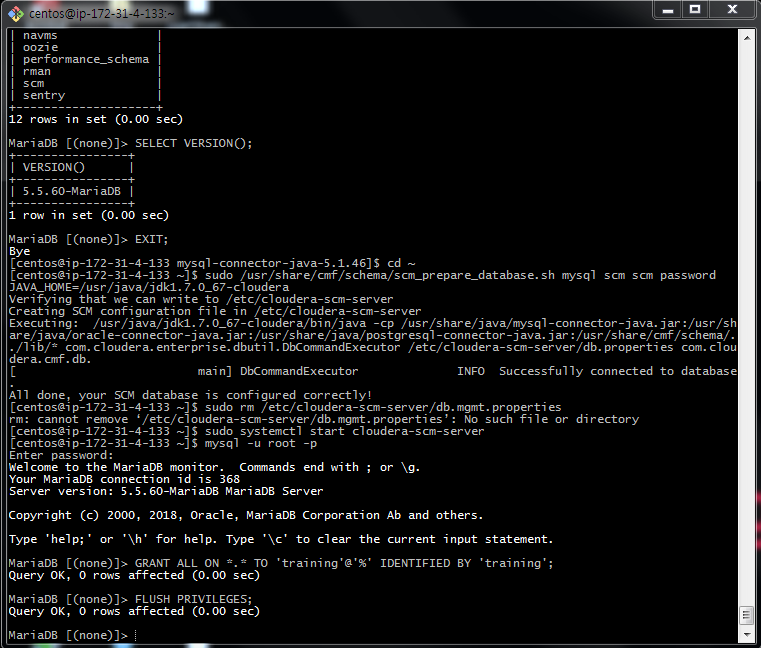 centos@ip-172-31-4-133:~
| navms              |
| oozie              |
| performance_schema |
| rman               |
| scm                |
| sentry             |
+--------------------+
12 rows in set (0.00 sec)
MariaDB [(none)]> SELECT VERSION();
+----------------+
| VERSION()      |
+----------------+
| 5.5.60-MariaDB |
+----------------+
1 row in set (0.00 sec)
MariaDB [(none)]> EXIT;
Bye
[centos@ip-172-31-4-133 mysql-connector-java-5.1.46]$ cd ~
[centos@ip-172-31-4-133 ~]$ sudo /usr/share/cmf/schema/scm_prepare_database.sh mysql scm scm password
JAVA_HOME=/usr/java/jdk1.7.0_67-cloudera
Verifying that we can write to /etc/cloudera-scm-server
Creating SCM configuration file in /etc/cloudera-scm-server
Executing:  /usr/java/jdk1.7.0_67-cloudera/bin/java -cp /usr/share/java/mysql-connector-java.jar:/usr/sh
are/java/oracle-connector-java.jar:/usr/share/java/postgresql-connector-java.jar:/usr/share/cmf/schema/.
./lib/* com.cloudera.enterprise.dbutil.DbCommandExecutor /etc/cloudera-scm-server/db.properties com.clou
dera.cmf.db.
[                          main] DbCommandExecutor              INFO  Successfully connected to database
.
All done, your SCM database is configured correctly!
[centos@ip-172-31-4-133 ~]$ sudo rm /etc/cloudera-scm-server/db.mgmt.properties
rm: cannot remove ‘/etc/cloudera-scm-server/db.mgmt.properties’: No such file or directory
[centos@ip-172-31-4-133 ~]$ sudo systemctl start cloudera-scm-server
[centos@ip-172-31-4-133 ~]$ mysql -u root -p
Enter password:
Welcome to the MariaDB monitor.  Commands end with ; or \g.
Your MariaDB connection id is 368
Server version: 5.5.60-MariaDB MariaDB Server
Copyright (c) 2000, 2018, Oracle, MariaDB Corporation Ab and others.
Type 'help;' or '\h' for help. Type '\c' to clear the current input statement.
MariaDB [(none)]> GRANT ALL ON *.* TO 'training'@'%' IDENTIFIED BY 'training';
Query OK, 0 rows affected (0.00 sec)
MariaDB [(none)]> FLUSH PRIVILEGES;
Query OK, 0 rows affected (0.00 sec)
MariaDB [(none)]>